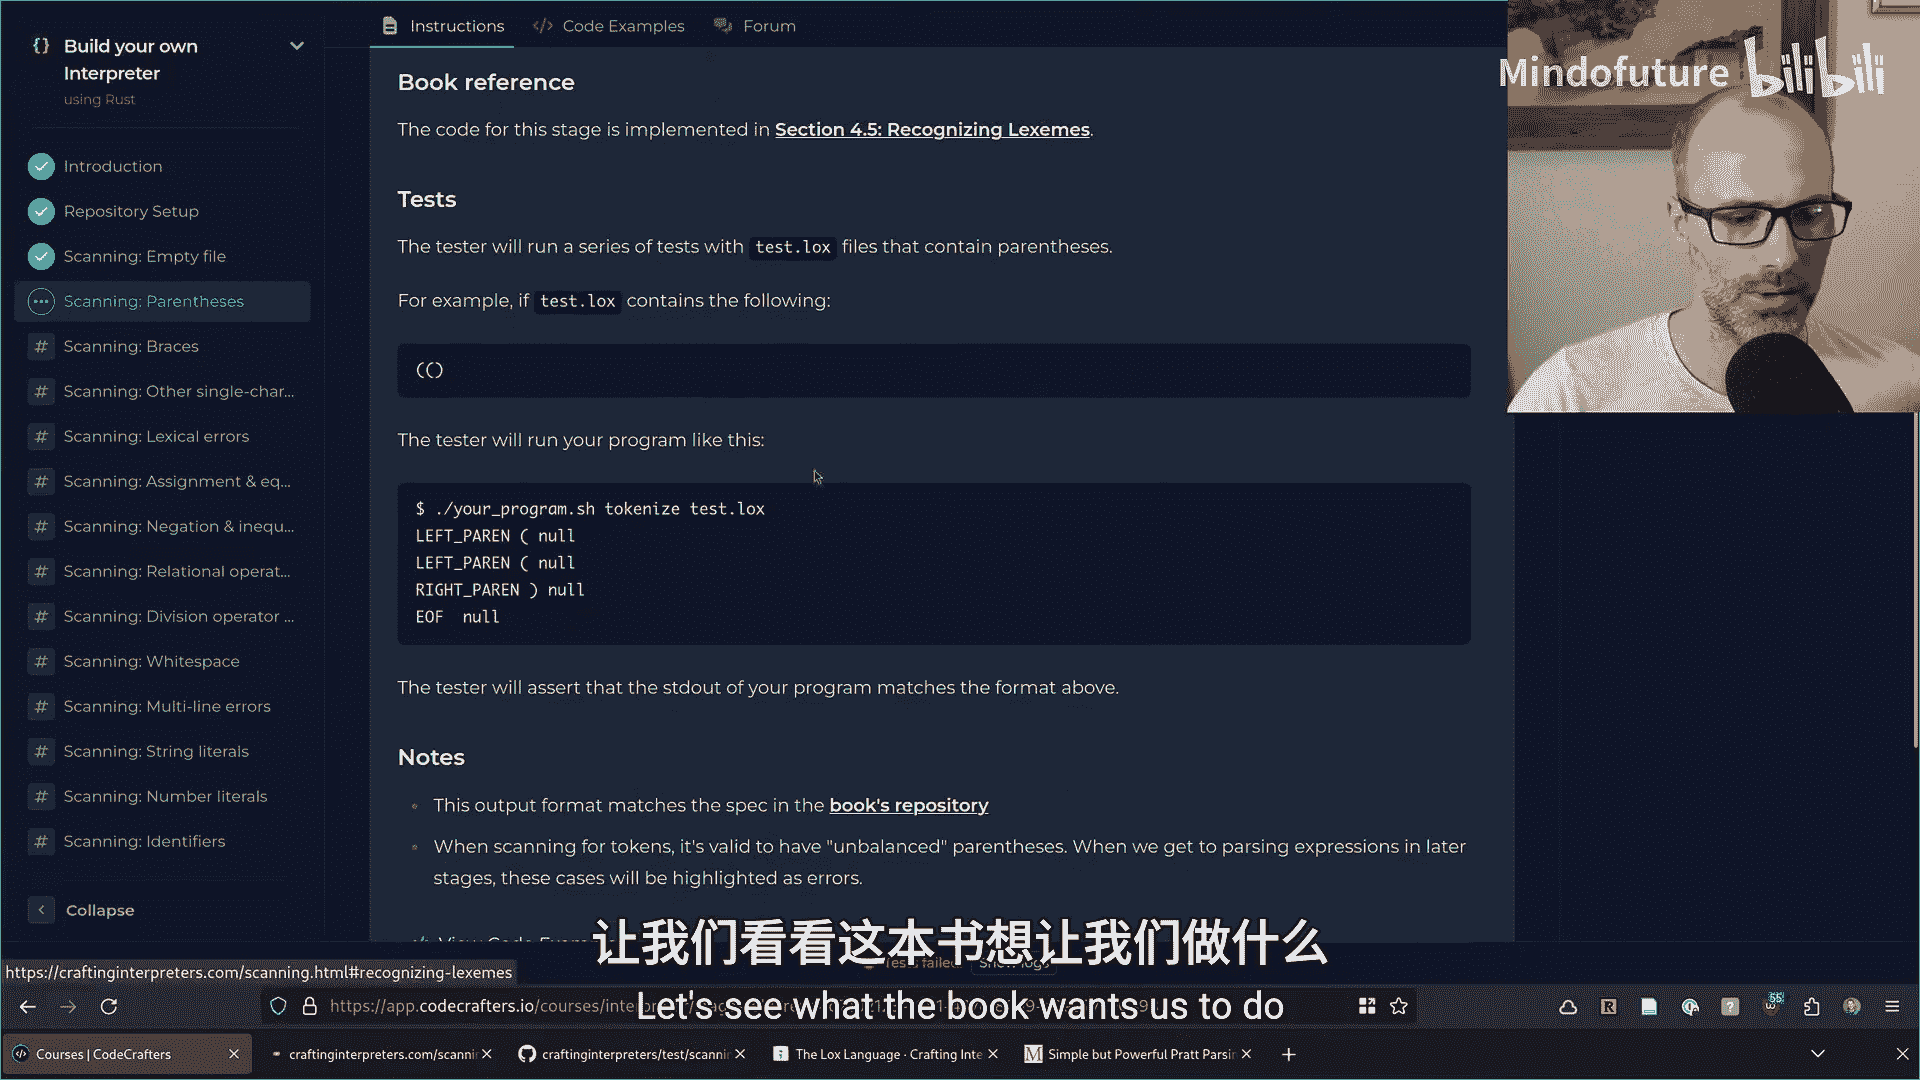 Build your own
Interpreter
using Rust
Introduction
Repository Setup
Scanning: Empty file
Scanning: Parentheses
Scanning: Braces
Scanning: Other single-char...
Scanning: Lexical errors
Scanning: Assignment & eq...
Scanning: Negation & inequ...
Scanning: Relational operat...
Scanning: Division operator ...
Scanning: Whitespace
Scanning: Multi-line errors
Scanning: String literals
Scanning: Number literals
Scanning: Identifiers
Collapse
Instructions
Code Examples
Forum
Book reference
The code for this stage is implemented in Section 4.5: Recognizing Lexemes.
Tests
The tester will run a series of tests with test.lox files that contain parentheses.
For example, if test.lox contains the following:
(()
The tester will run your program like this:
$ ./your_program.sh tokenize test.lox
LEFT_PAREN ( null
LEFT_PAREN ( null
RIGHT_PAREN ) null
EOF  null
The tester will assert that the stdout of your program matches the format above.
Notes
This output format matches the spec in the book's repository
When scanning for tokens, it's valid to have "unbalanced" parentheses. When we get to parsing expressions in later
stages, these cases will be highlighted as errors.
Mindofuture bilibili
让我们看看这本书想让我们做什么
Let's see what the book wants us to do
https://craftinginterpreters.com/scanning.html#recognizing-lexemes
https://app.codecrafters.io/courses/inter
Courses | CodeCrafters
craftinginterpreters.com/scanni
craftinginterpreters/test/scanni
The Lox Language · Crafting Inte
Simple but Powerful Pratt Parsi